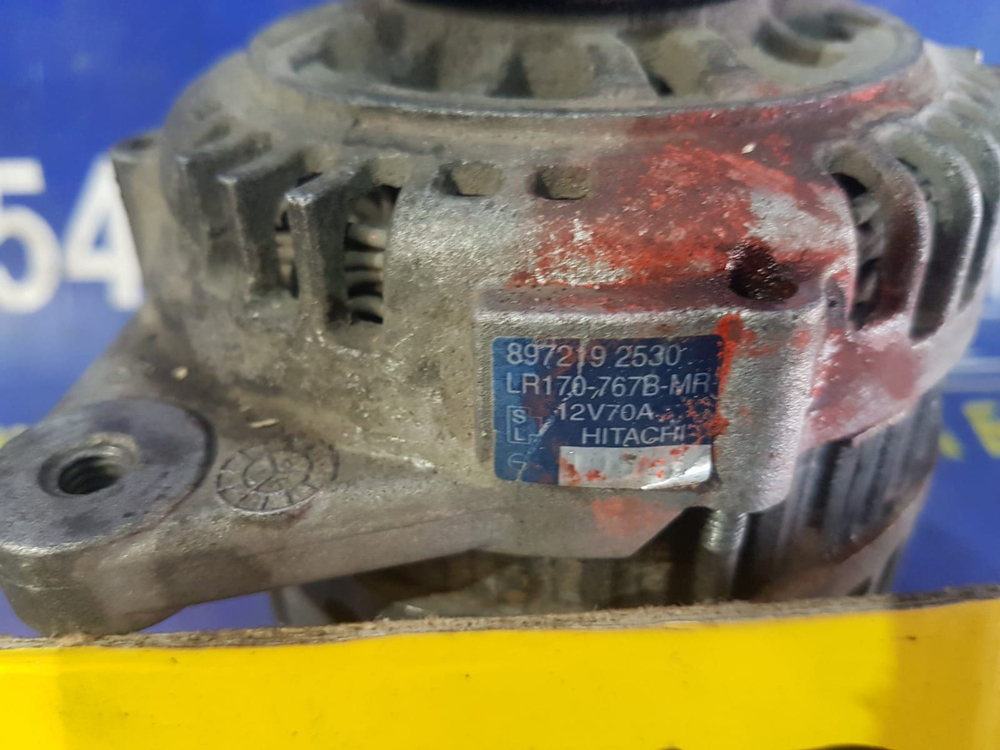 54
897219 2530
LR170-767B-MR
S 12V70A
L HITACHI